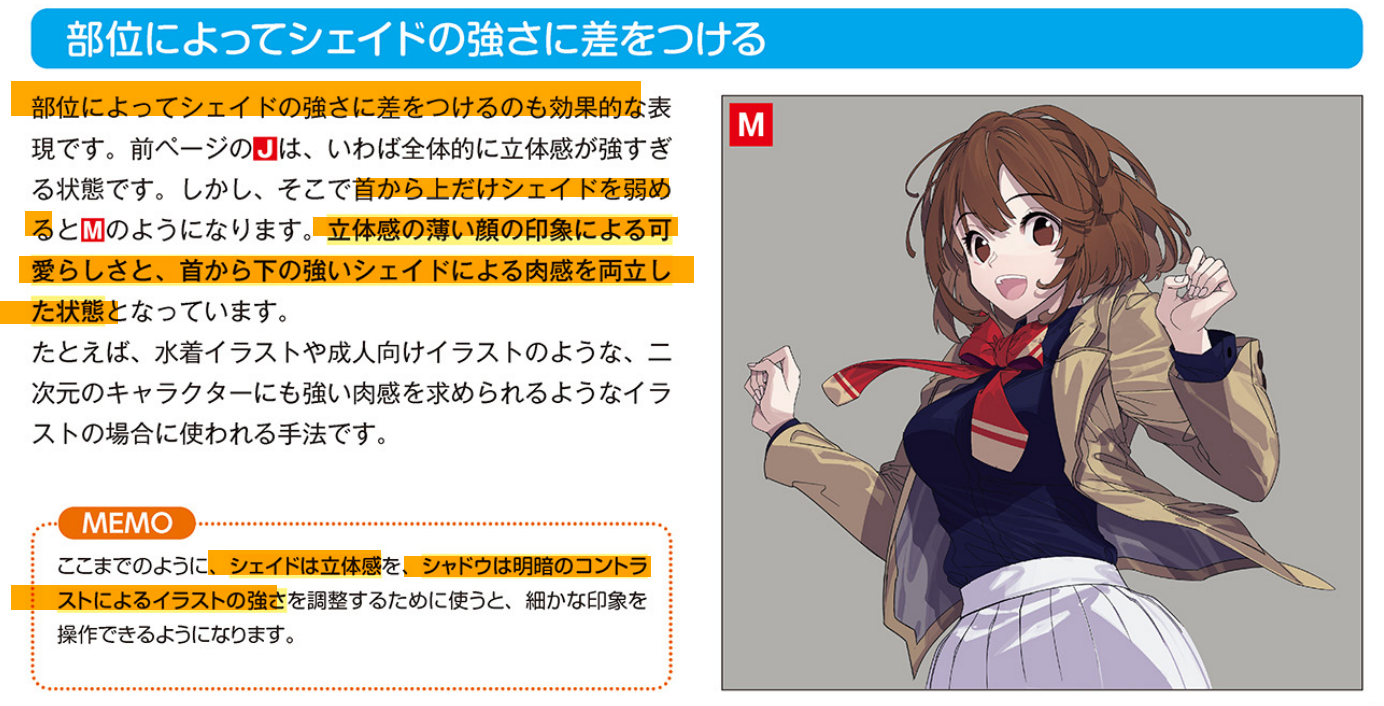 部位によってシェイドの強さに差をつける
部位によってシェイドの強さに差をつけるのも効果的な表
現です。前ページのJは、いわば全体的に立体感が強すぎ
る状態です。しかし、そこで首から上だけシェイドを弱め
るとMのようになります。立体感の薄い顔の印象による可
愛らしさと、首から下の強いシェイドによる肉感を両立し
た状態となっています。
たとえば、水着イラストや成人向けイラストのような、二
次元のキャラクターにも強い肉感を求められるようなイラ
ストの場合に使われる手法です。
MEMO
ここまでのように、シェイドは立体感を、シャドウは明暗のコントラ
ストによるイラストの強さを調整するために使うと、細かな印象を
操作できるようになります。
M